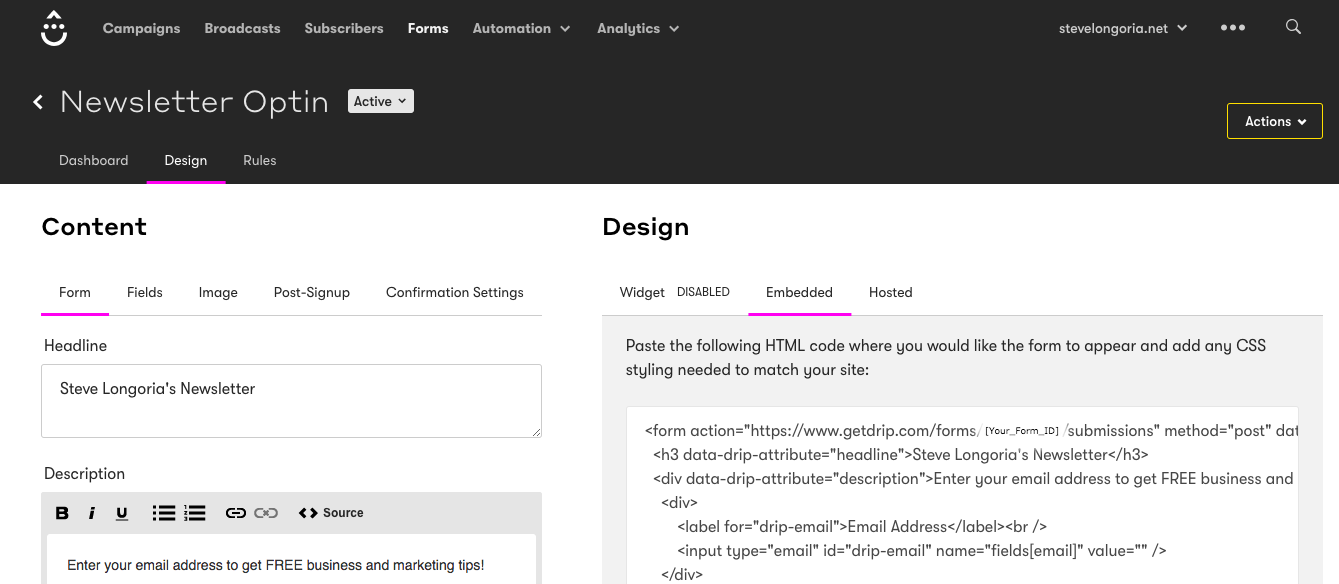 Campaigns Broadcasts Subscribers Forms Automation Analytics stevelongoria.net
Newsletter Optin Active
Actions
Dashboard Design Rules
Content
Form Fields Image Post-Signup Confirmation Settings
Headline
Steve Longoria's Newsletter
Description
B i U Source
Enter your email address to get FREE business and marketing tips!
Design
Widget DISABLED Embedded Hosted
Paste the following HTML code where you would like the form to appear and add any CSS
styling needed to match your site:
<form action="https://www.getdrip.com/forms/ [Your_Form_ID] /submissions" method="post" dat
<h3 data-drip-attribute="headline">Steve Longoria's Newsletter</h3>
<div data-drip-attribute="description">Enter your email address to get FREE business and
<div>
<label for="drip-email">Email Address</label><br />
<input type="email" id="drip-email" name="fields[email]" value="" />
</div>